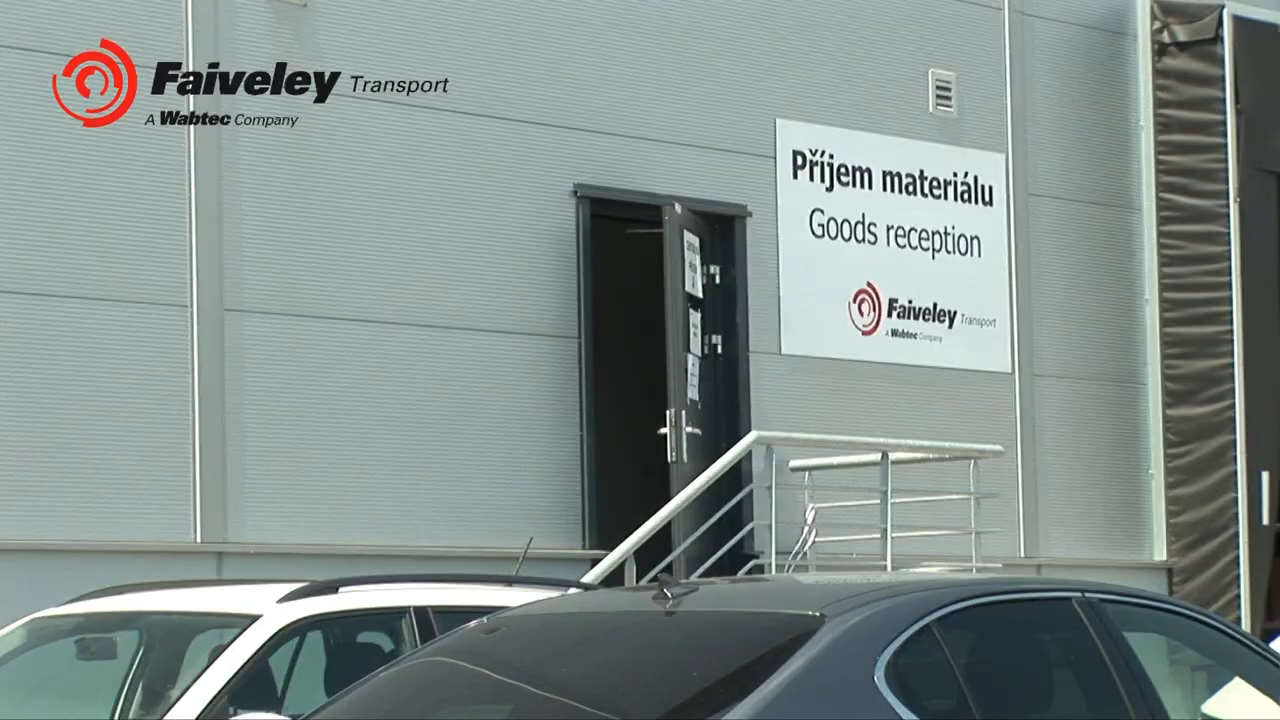 Faiveley Transport
A Wabtec Company
Příjem materiálu
Goods reception
Faiveley Transport
A Wabtec Company